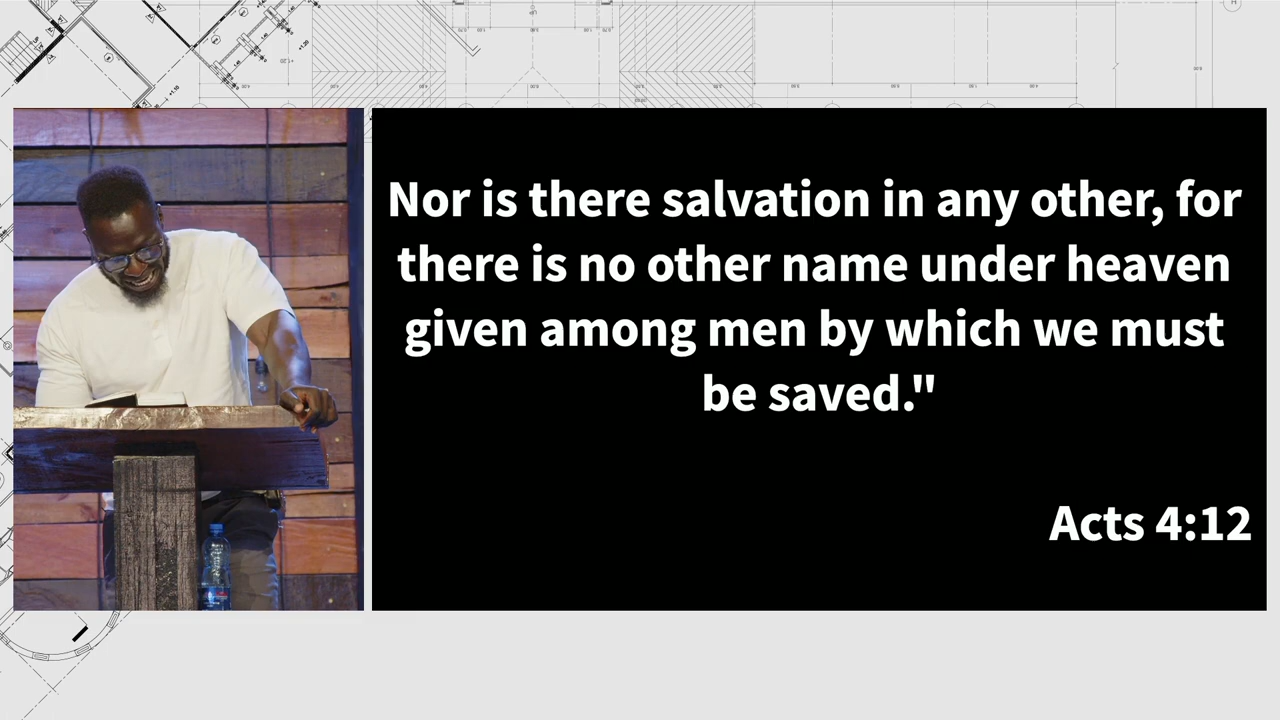 Nor is there salvation in any other, for
there is no other name under heaven
given among men by which we must
be saved."
Acts 4:12